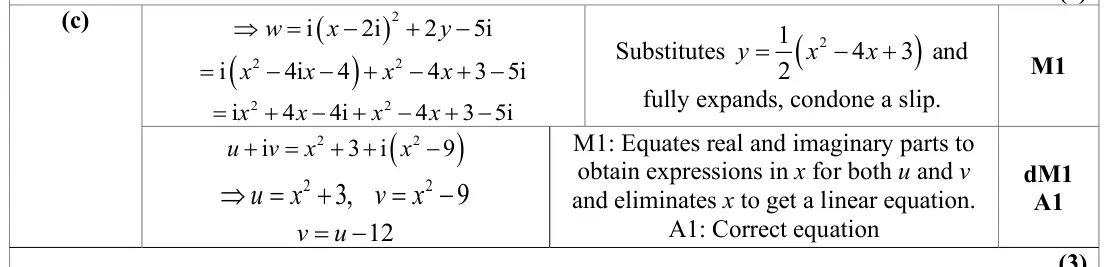 (c)
⇒ w = i(x − 2i)² + 2y − 5i
= i(x² − 4ix − 4) + x² − 4x + 3 − 5i
= ix² + 4x − 4i + x² − 4x + 3 − 5i
Substitutes y = 1/2 (x² − 4x + 3) and
fully expands, condone a slip.
M1
u + iv = x² + 3 + i(x² − 9)
⇒ u = x² + 3, v = x² − 9
v = u − 12
M1: Equates real and imaginary parts to
obtain expressions in x for both u and v
and eliminates x to get a linear equation.
A1: Correct equation
dM1
A1
(3)